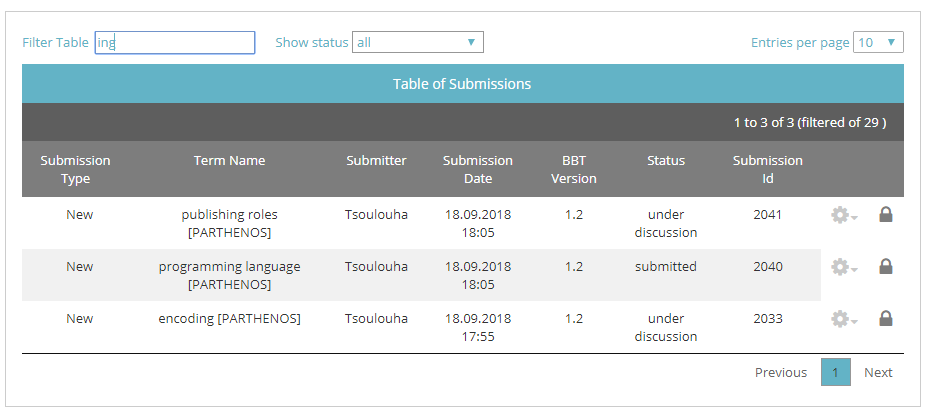 Filter Table ing Show status all Entries per page 10
Table of Submissions
1 to 3 of 3 (filtered of 29 )
Submission Type Term Name Submitter Submission Date BBT Version Status Submission Id
New publishing roles [PARTHENOS] Tsoulouha 18.09.2018 18:05 1.2 under discussion 2041
New programming language [PARTHENOS] Tsoulouha 18.09.2018 18:05 1.2 submitted 2040
New encoding [PARTHENOS] Tsoulouha 18.09.2018 17:55 1.2 under discussion 2033
Previous 1 Next